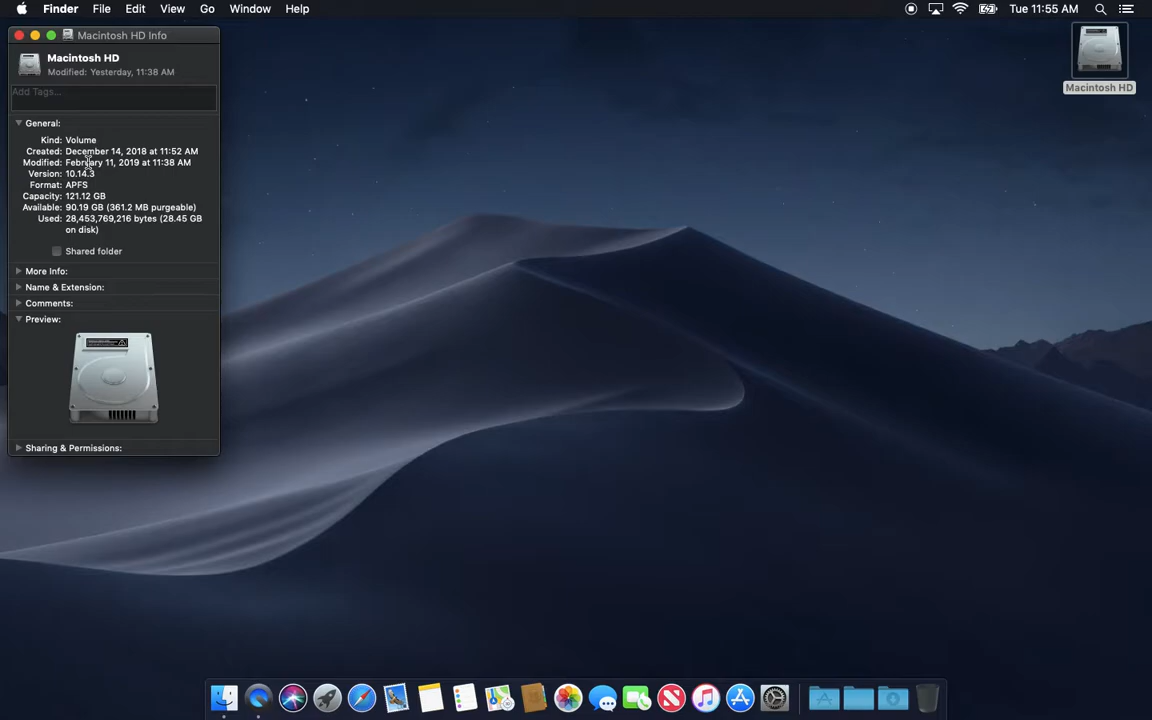 Finder File Edit View Go Window Help Tue 11:55 AM
Macintosh HD Info
Macintosh HD
Modified: Yesterday, 11:38 AM
Add Tags...
General:
Kind: Volume
Created: December 14, 2018 at 11:52 AM
Modified: February 11, 2019 at 11:38 AM
Version: 10.14.3
Format: APFS
Capacity: 121.12 GB
Available: 90.19 GB (361.2 MB purgeable)
Used: 28,453,769,216 bytes (28.45 GB
on disk)
Shared folder
More Info:
Name & Extension:
Comments:
Preview:
Sharing & Permissions:
Macintosh HD